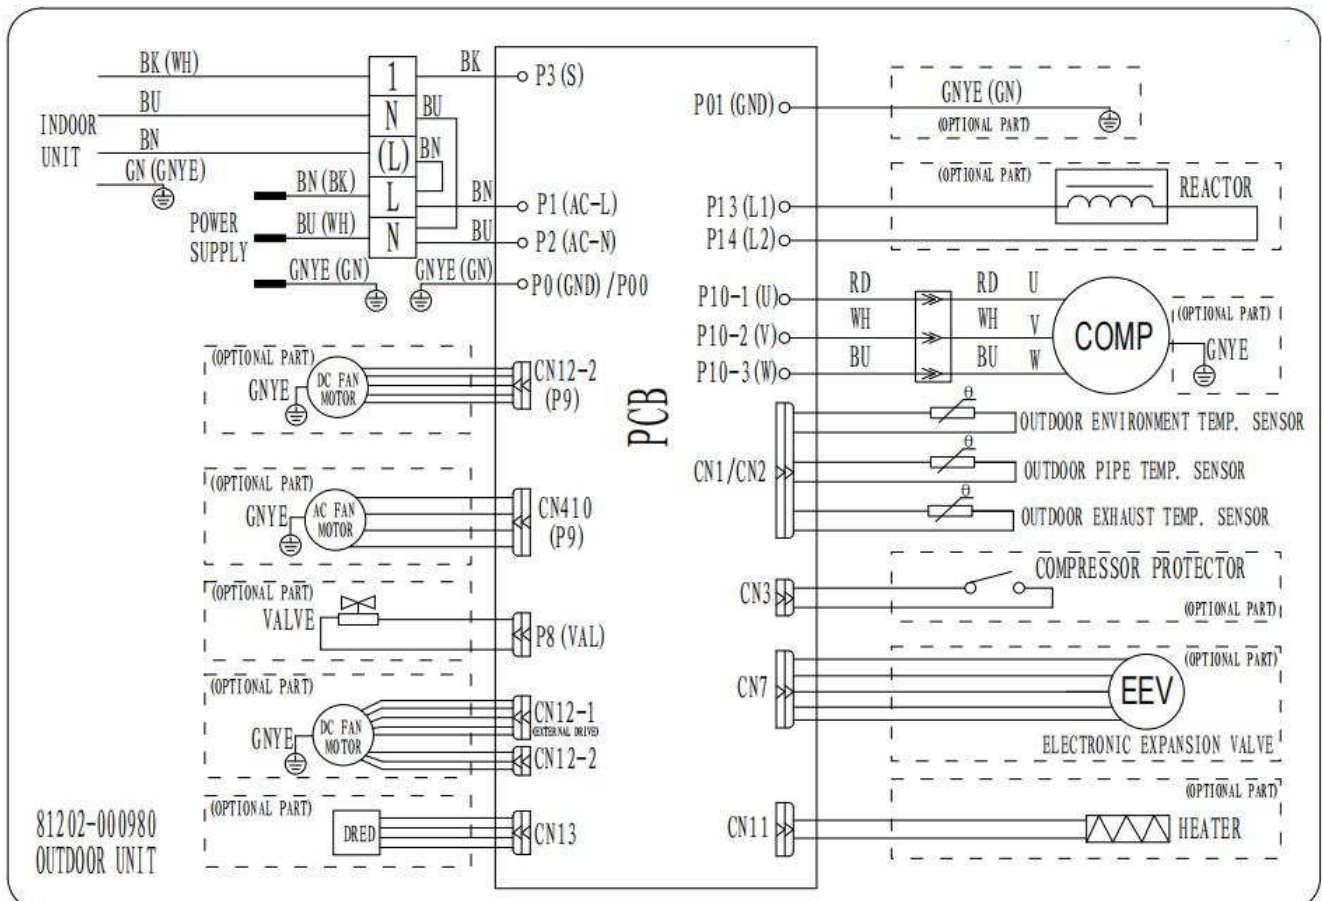 BK (WH)
1
BK
P3 (S)
BU
N
BU
INDOOR
UNIT
BN
(L)
BN
GN (GNYE)
BN (BK)
L
BN
P1 (AC-L)
POWER
SUPPLY
BU (WH)
N
BU
P2 (AC-N)
GNYE (GN)
GNYE (GN)
P0 (GND) /P00
(OPTIONAL PART)
GNYE
DC FAN
MOTOR
CN12-2
(P9)
(OPTIONAL PART)
GNYE
AC FAN
MOTOR
CN410
(P9)
(OPTIONAL PART)
VALVE
P8 (VAL)
(OPTIONAL PART)
GNYE
DC FAN
MOTOR
CN12-1
(EXTERNAL DRIVE)
CN12-2
(OPTIONAL PART)
DRED
CN13
81202-000980
OUTDOOR UNIT
PCB
P01 (GND)
GNYE (GN)
(OPTIONAL PART)
(OPTIONAL PART)
REACTOR
P13 (L1)
P14 (L2)
P10-1 (U)
RD
RD
U
P10-2 (V)
WH
WH
V
P10-3 (W)
BU
BU
W
COMP
(OPTIONAL PART)
GNYE
CN1/CN2
θ
OUTDOOR ENVIRONMENT TEMP. SENSOR
θ
OUTDOOR PIPE TEMP. SENSOR
θ
OUTDOOR EXHAUST TEMP. SENSOR
CN3
COMPRESSOR PROTECTOR
(OPTIONAL PART)
CN7
(OPTIONAL PART)
EEV
ELECTRONIC EXPANSION VALVE
(OPTIONAL PART)
CN11
HEATER